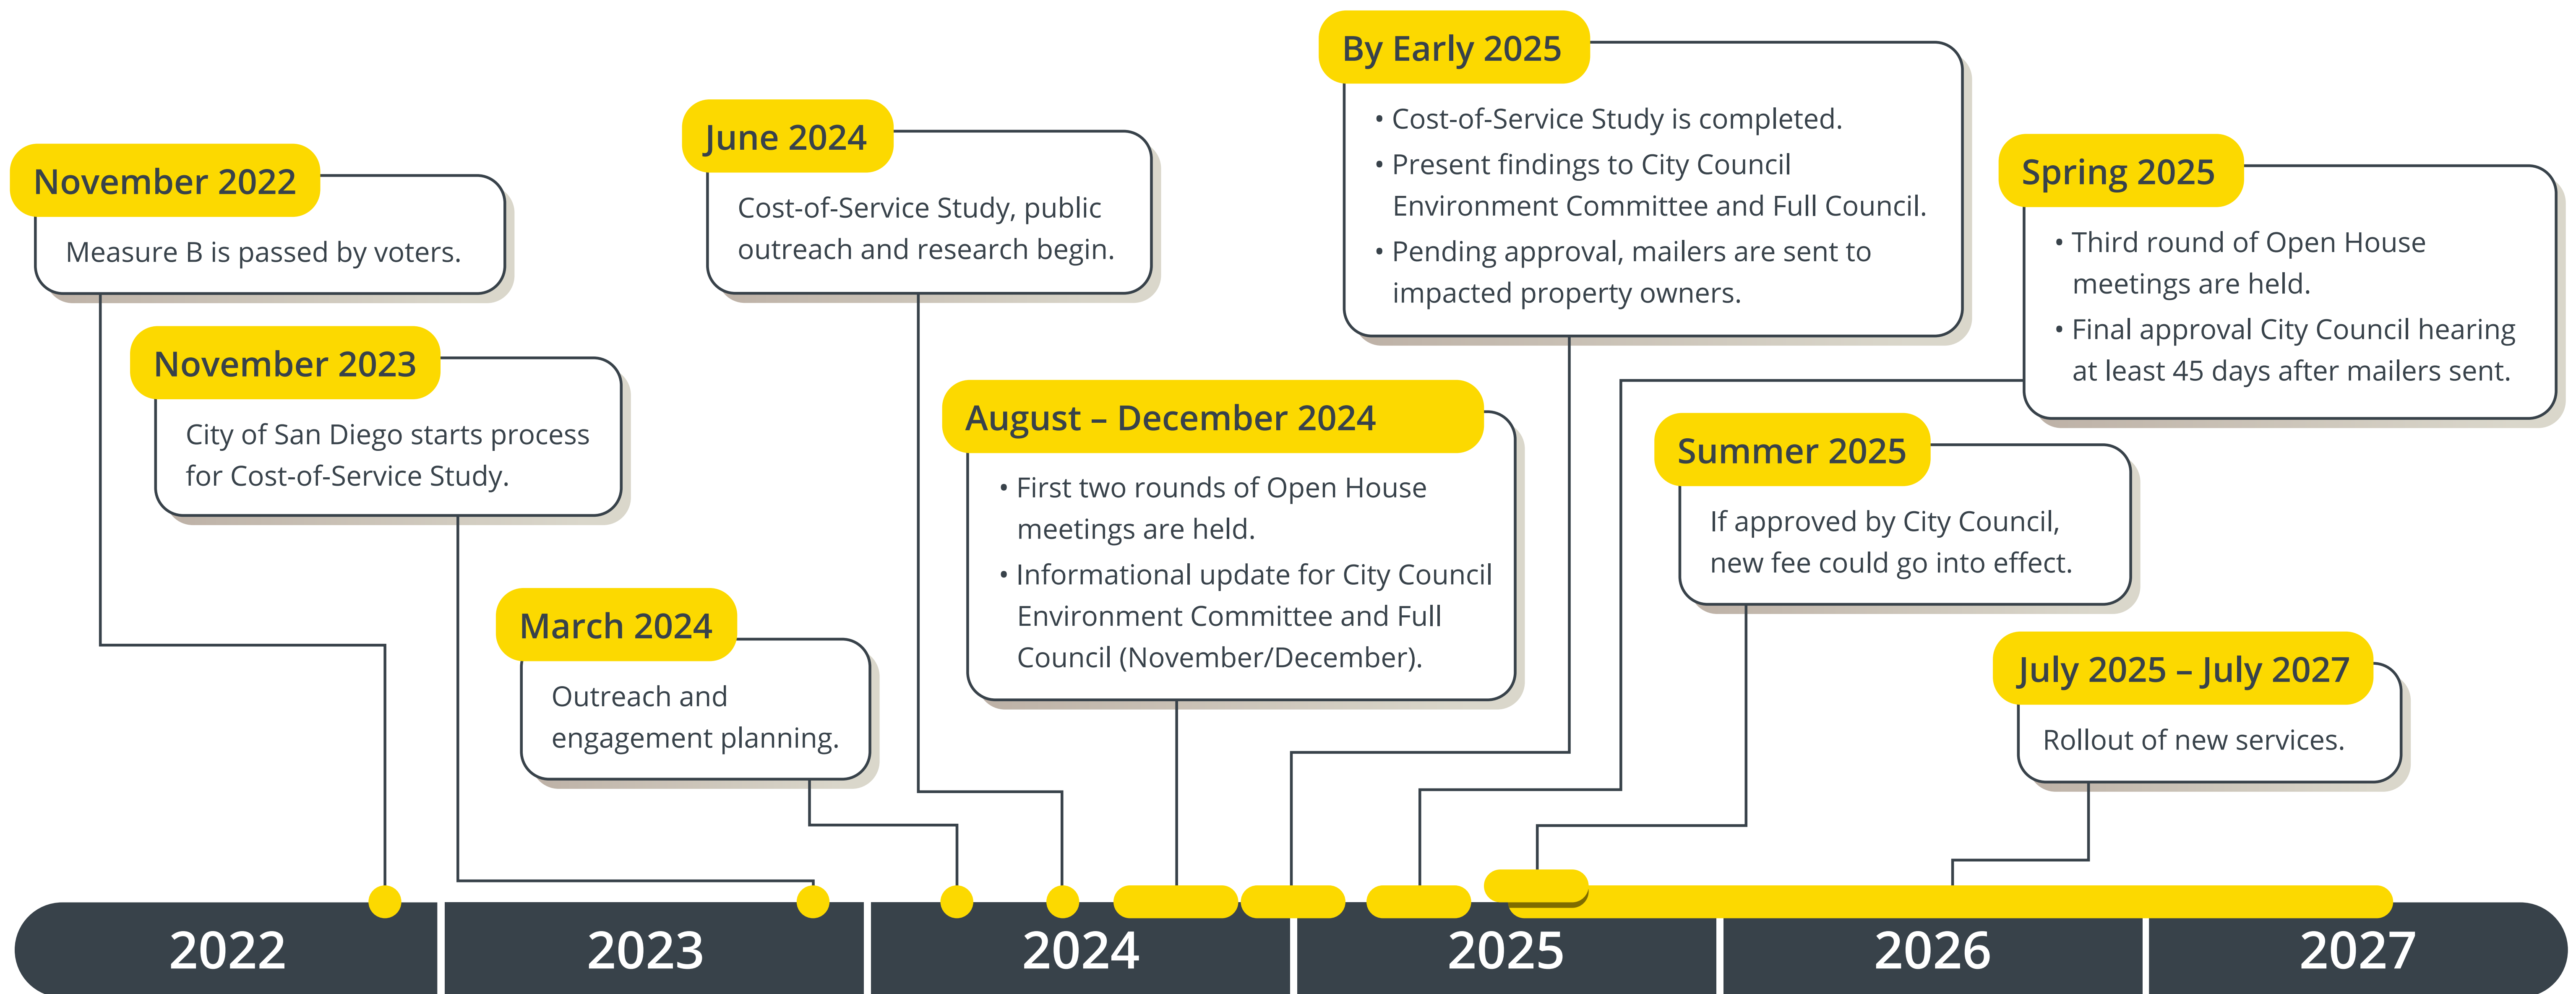 November 2022
Measure B is passed by voters.
November 2023
City of San Diego starts process
for Cost-of-Service Study.
March 2024
Outreach and
engagement planning.
June 2024
Cost-of-Service Study, public
outreach and research begin.
August – December 2024
• First two rounds of Open House
meetings are held.
• Informational update for City Council
Environment Committee and Full
Council (November/December).
By Early 2025
• Cost-of-Service Study is completed.
• Present findings to City Council
Environment Committee and Full Council.
• Pending approval, mailers are sent to
impacted property owners.
Spring 2025
• Third round of Open House
meetings are held.
• Final approval City Council hearing
at least 45 days after mailers sent.
Summer 2025
If approved by City Council,
new fee could go into effect.
July 2025 – July 2027
Rollout of new services.
2022
2023
2024
2025
2026
2027